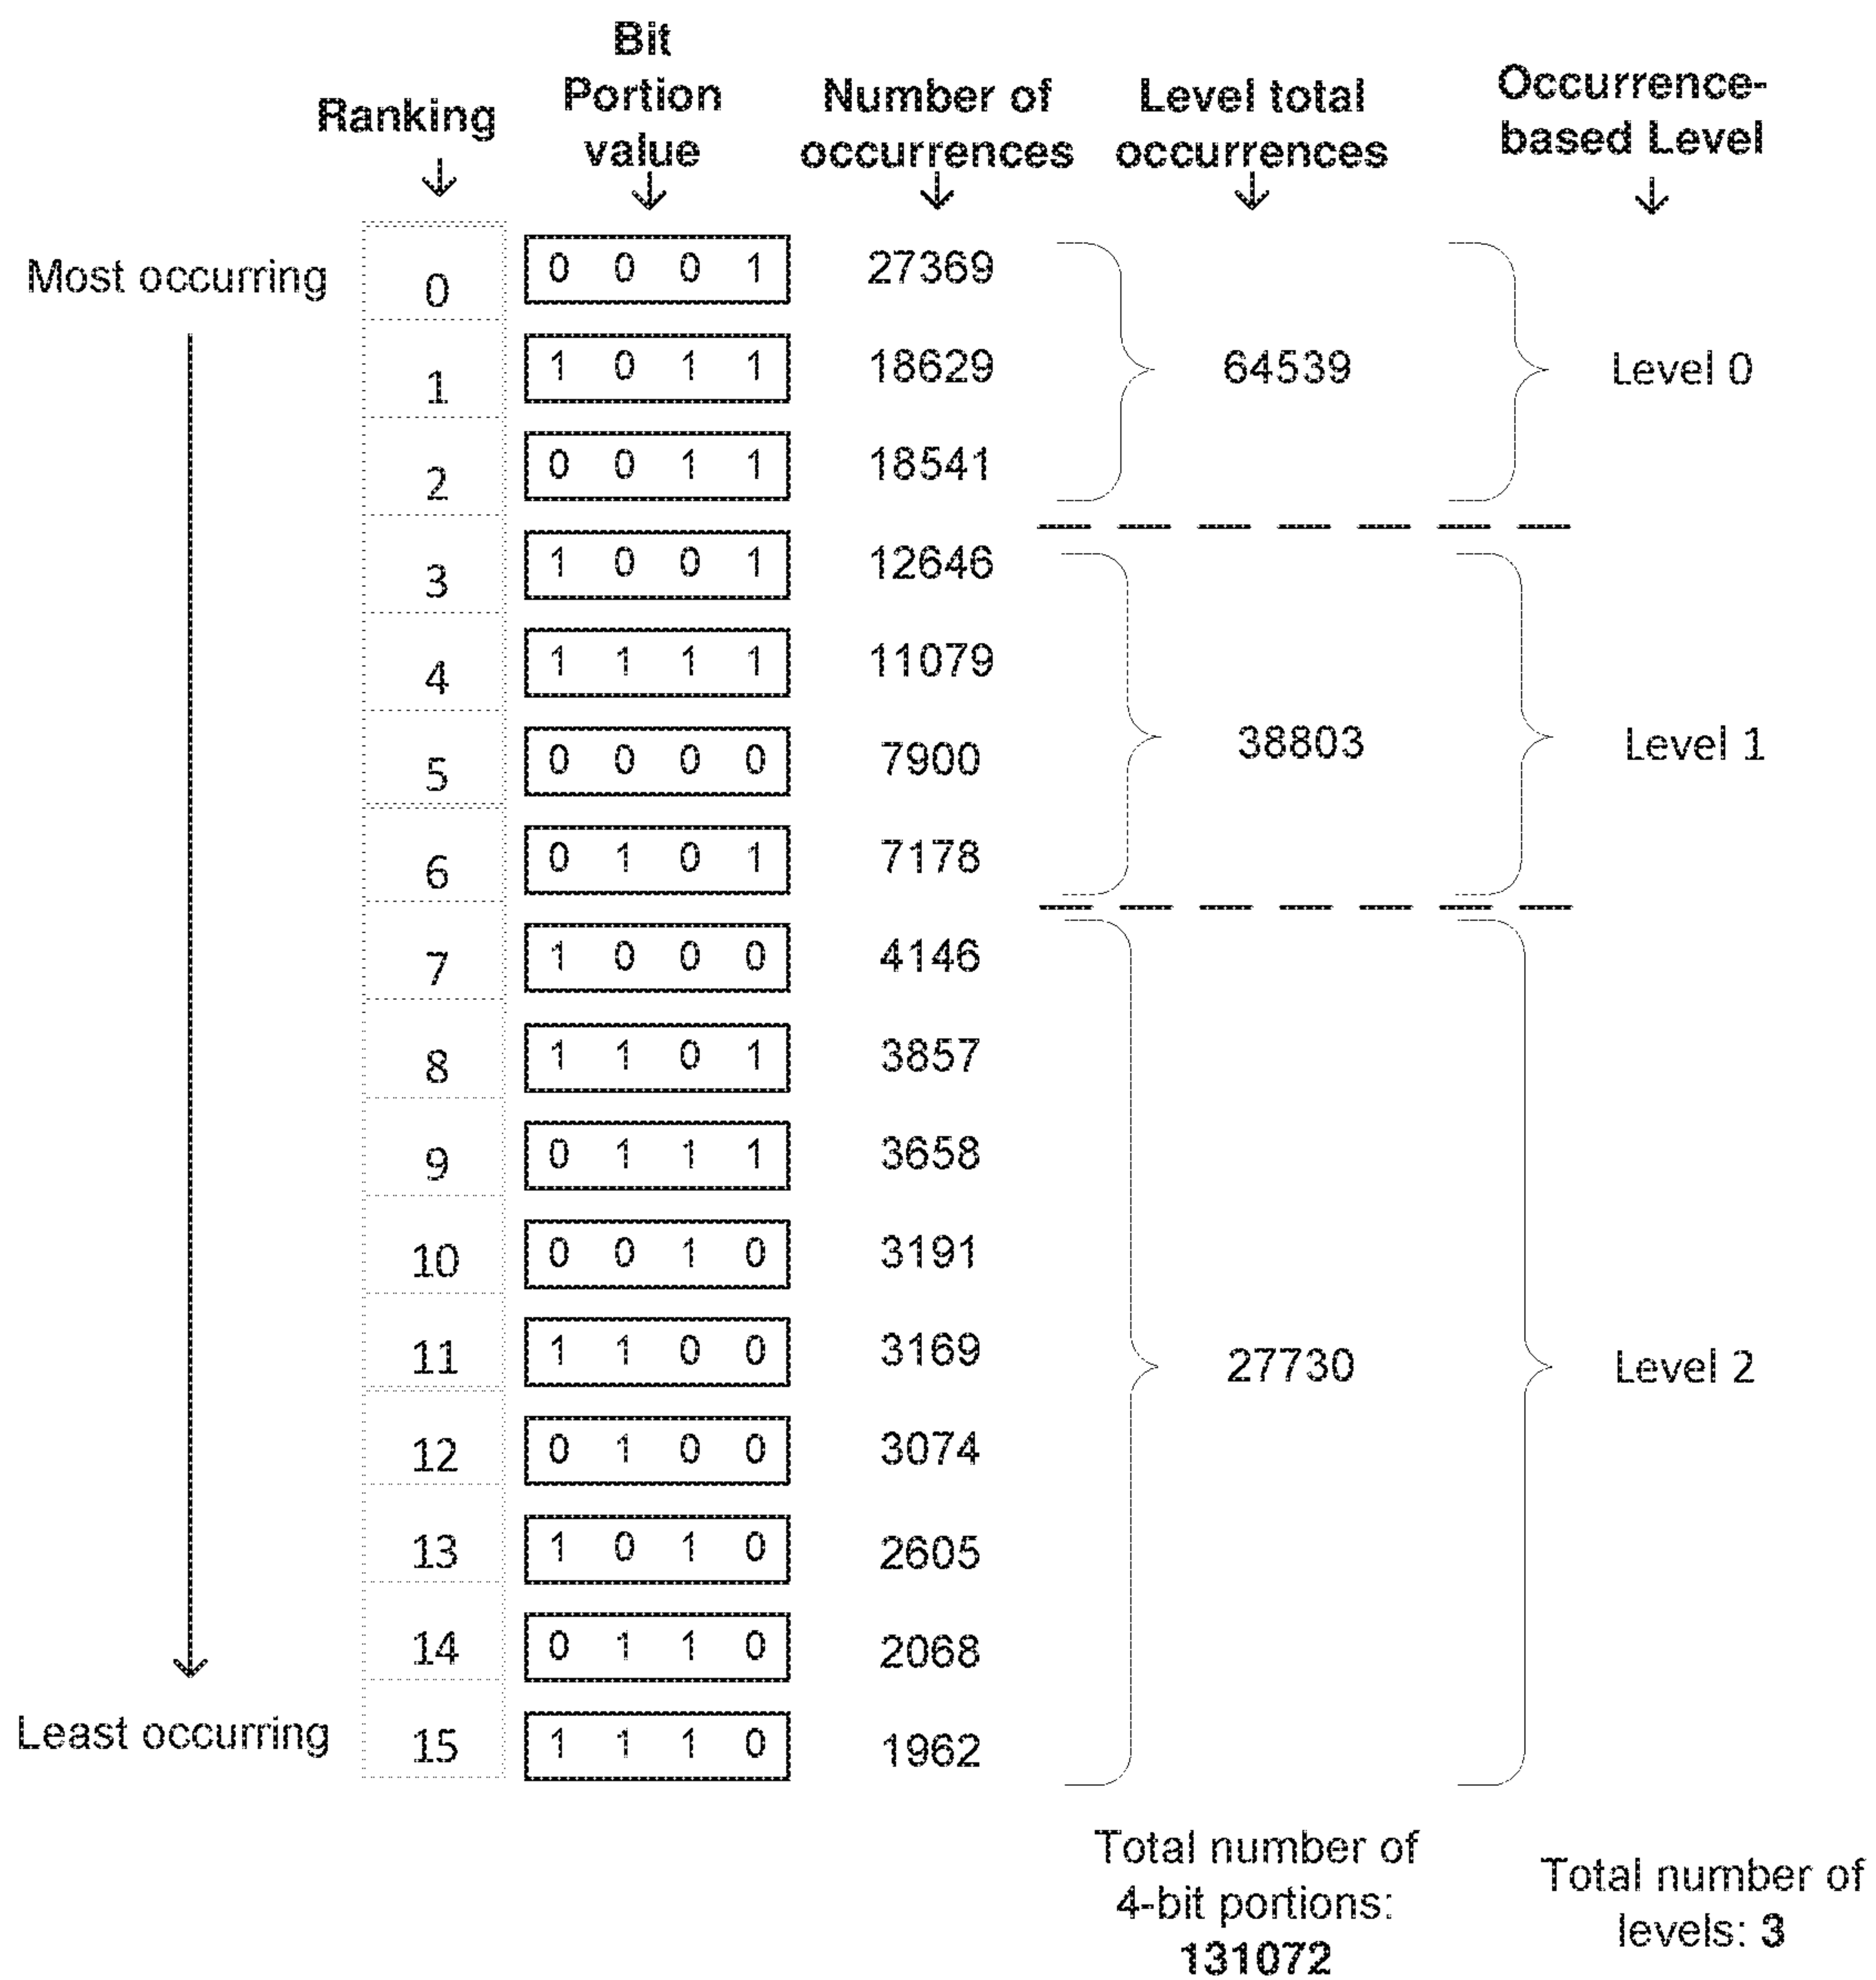 Ranking
Bit
Portion
value
Number of
occurrences
Level total
occurrences
Occurrence-
based Level
Most occurring
0 0 0 0 1 27369
1 1 0 1 1 18629 64539 Level 0
2 0 0 1 1 18541
3 1 0 0 1 12646
4 1 1 1 1 11079
5 0 0 0 0 7900 38803 Level 1
6 0 1 0 1 7178
7 1 0 0 0 4146
8 1 1 0 1 3857
9 0 1 1 1 3658
10 0 0 1 0 3191
11 1 1 0 0 3169 27730 Level 2
12 0 1 0 0 3074
13 1 0 1 0 2605
14 0 1 1 0 2068
Least occurring 15 1 1 1 0 1962
Total number of
4-bit portions:
131072
Total number of
levels: 3